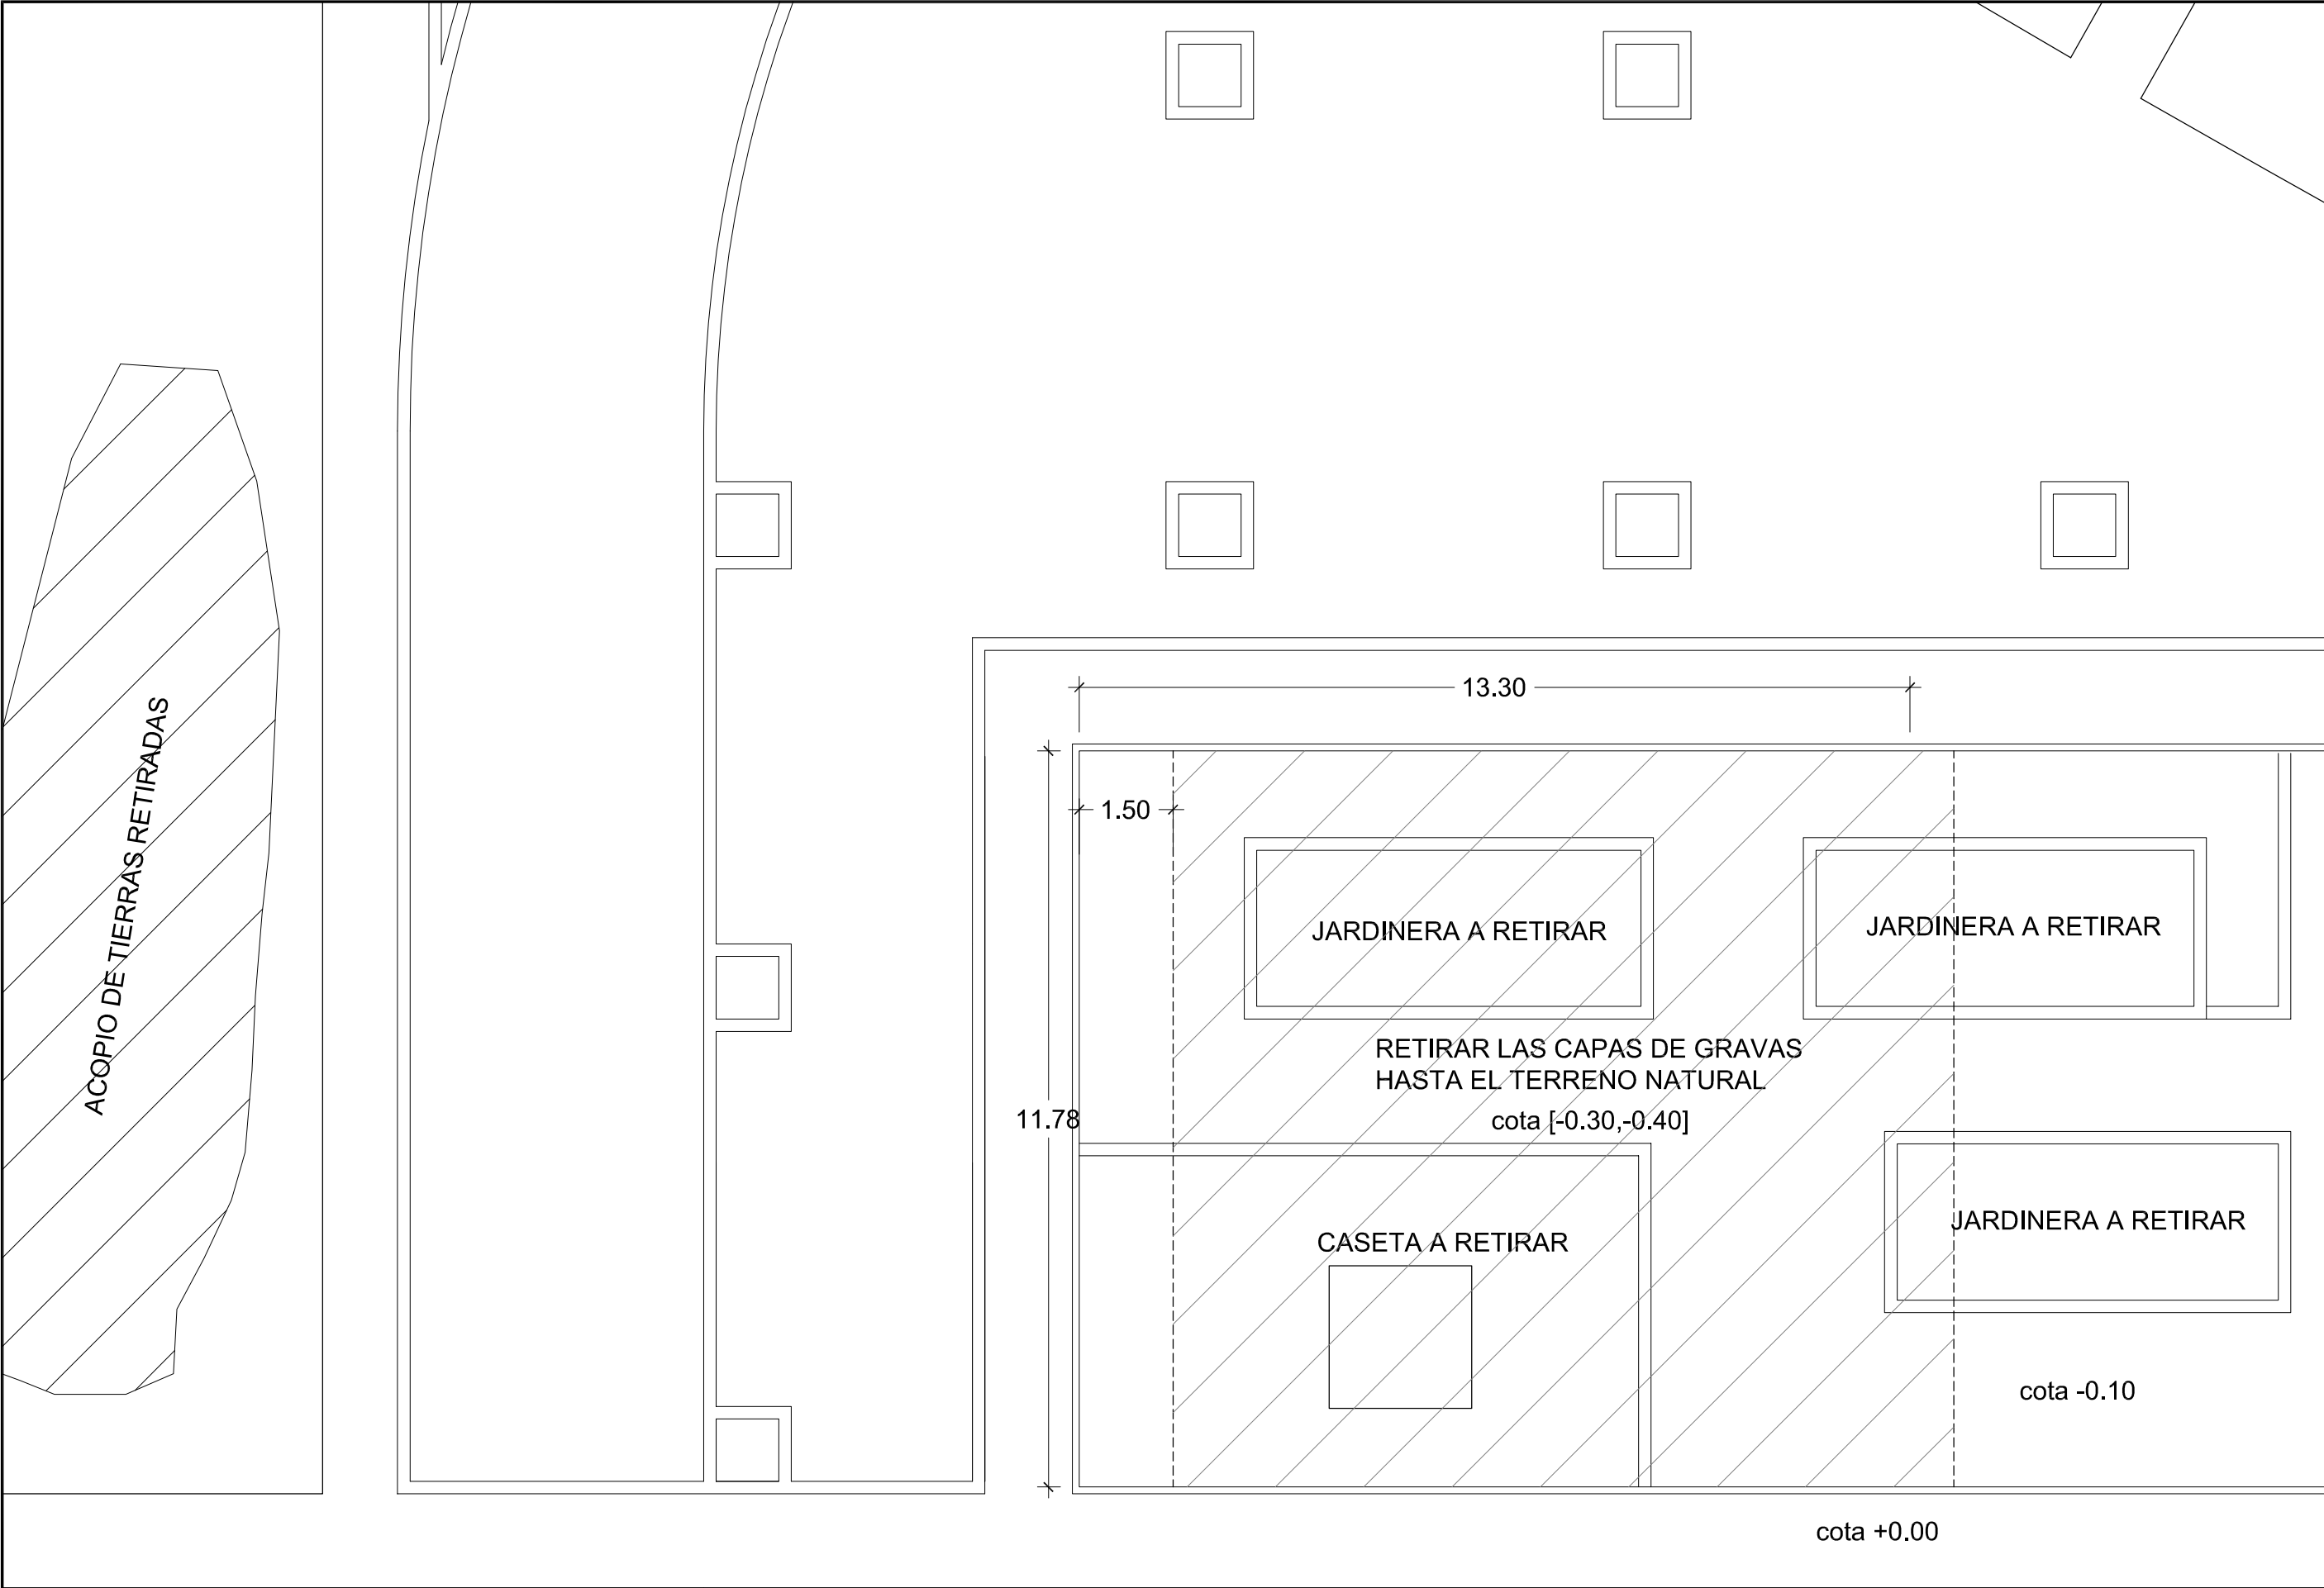 13.30
1.50
ACOPIO DE TIERRAS RETIRADAS
JARDINERA A RETIRAR
JARDINERA A RETIRAR
RETIRAR LAS CAPAS DE GRAVAS
HASTA EL TERRENO NATURAL
cota [-0.30,-0.40]
11.78
JARDINERA A RETIRAR
CASETA A RETIRAR
cota -0.10
cota +0.00